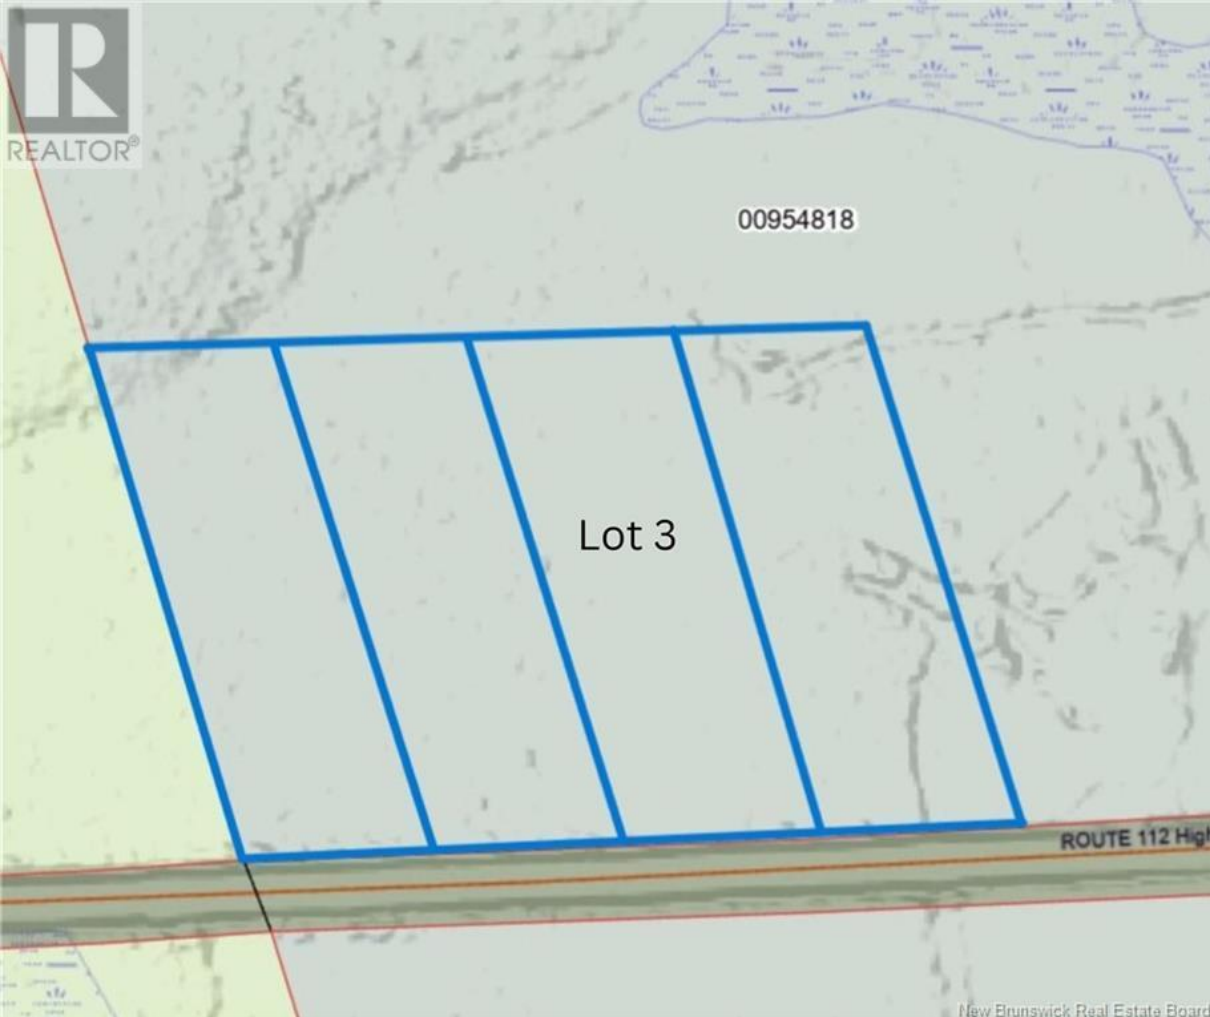 R
REALTOR®
00954818
Lot 3
ROUTE 112 High
New Brunswick Real Estate Board